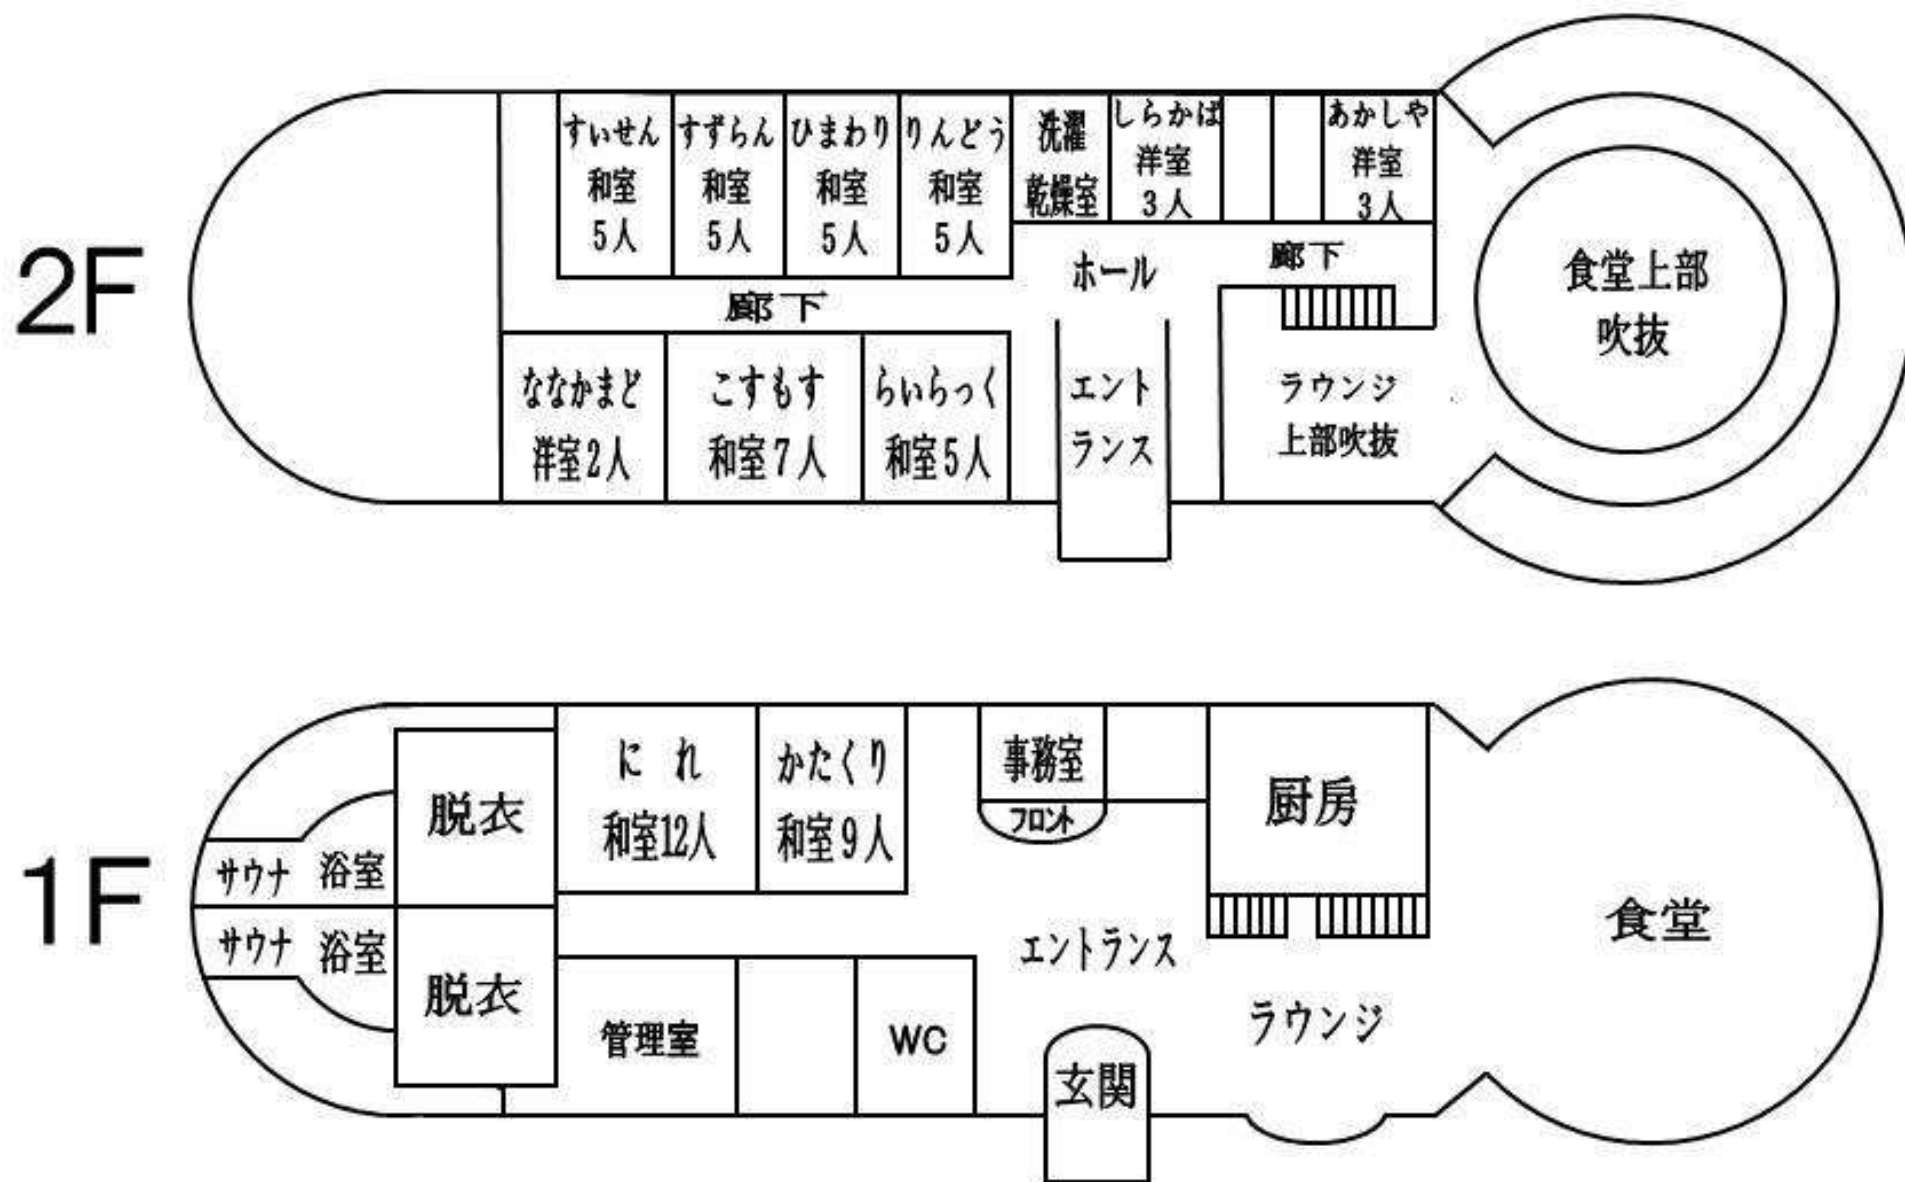 2F
すいせん
和室
5人
すずらん
和室
5人
ひまわり
和室
5人
りんどう
和室
5人
洗濯
乾燥室
しらかば
洋室
3人
あかしや
洋室
3人
廊下
ホール
廊下
食堂上部
吹抜
ななかまど
洋室2人
こすもす
和室7人
らいらっく
和室5人
エント
ランス
ラウンジ
上部吹抜
1F
脱衣
にれ
和室12人
かたくり
和室9人
事務室
フロント
厨房
サウナ
浴室
サウナ
浴室
脱衣
エントランス
食堂
管理室
WC
玄関
ラウンジ